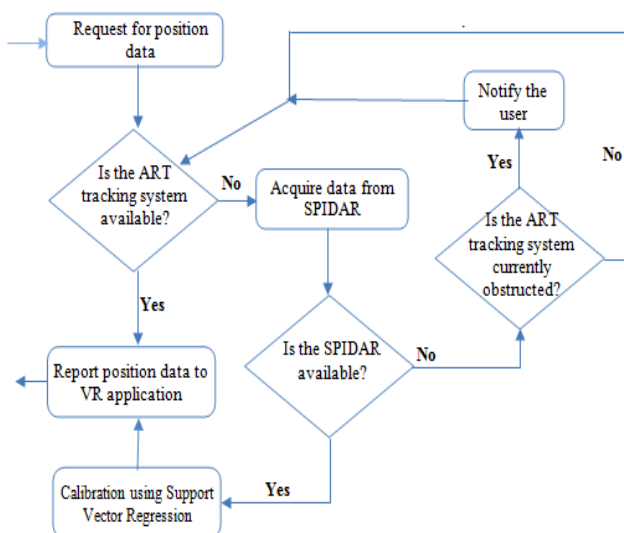 Request for position
data
Notify the
user
Yes
No
Is the ART
tracking system
available?
No
Acquire data from
SPIDAR
Is the ART
tracking system
currently
obstructed?
Yes
Is the SPIDAR
available?
No
Report position data to
VR application
Calibration using Support
Vector Regression
Yes